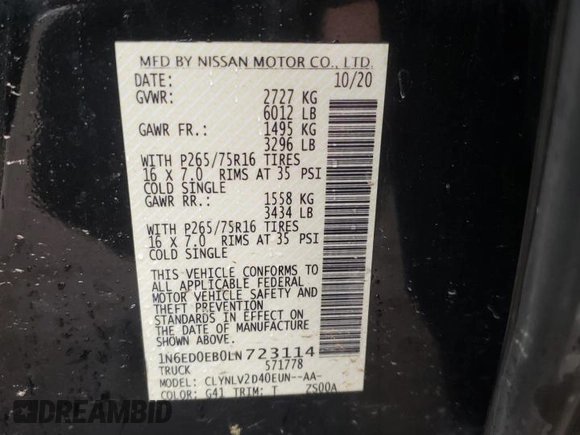 MFD BY NISSAN MOTOR CO., LTD.
DATE: 10/20
GVWR: 2727 KG
6012 LB
GAWR FR.: 1495 KG
3296 LB
WITH P265/75R16 TIRES
16 X 7.0 RIMS AT 35 PSI
COLD SINGLE
GAWR RR.: 1558 KG
3434 LB
WITH P265/75R16 TIRES
16 X 7.0 RIMS AT 35 PSI
COLD SINGLE
THIS VEHICLE CONFORMS TO
ALL APPLICABLE FEDERAL
MOTOR VEHICLE SAFETY AND
THEFT PREVENTION
STANDARDS IN EFFECT ON
THE DATE OF MANUFACTURE
SHOWN ABOVE.
1N6ED0EB0LN723114
TRUCK 571778
MODEL: CLYNLV2D40EUN--AA-
COLOR: G41 TRIM: T ZS00A
DREAMBID